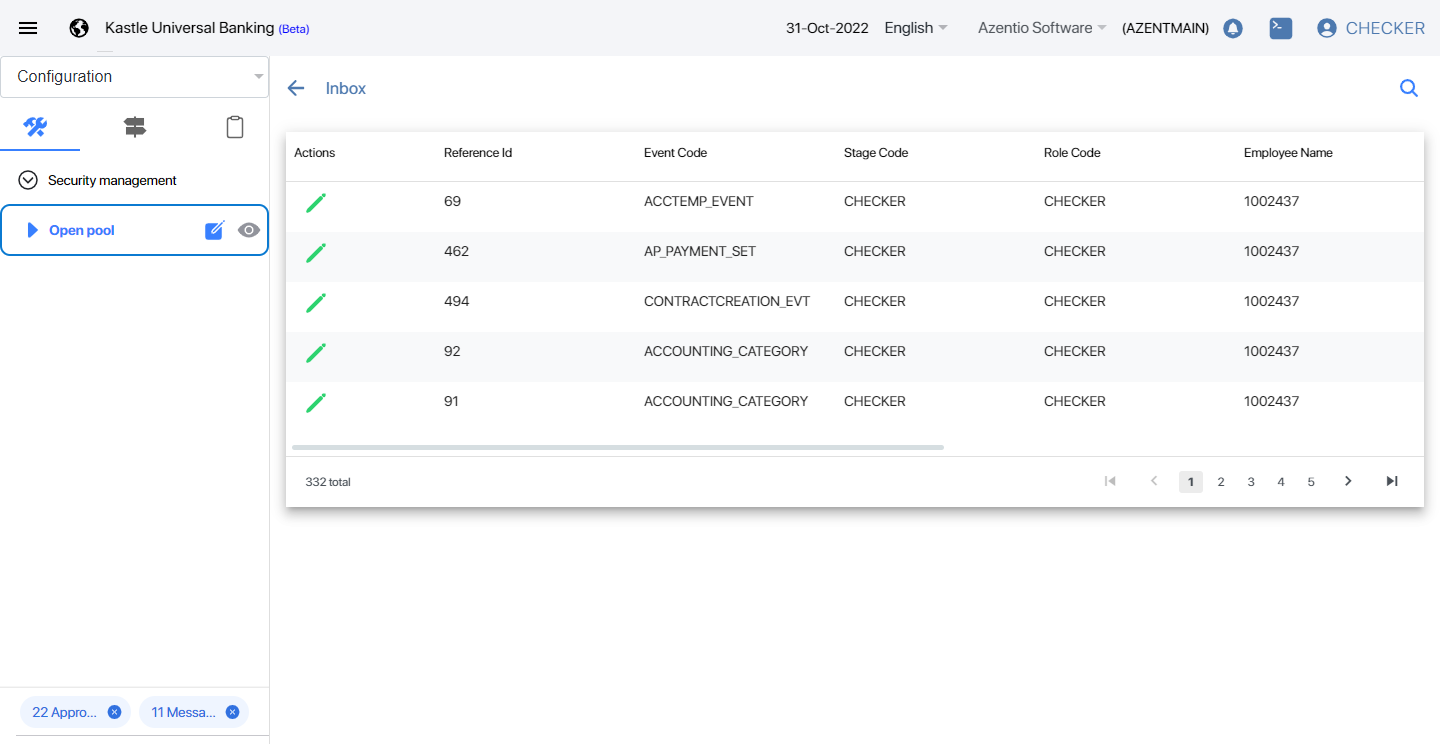 Kastle Universal Banking (Beta) 31-Oct-2022 English Azentio Software (AZENTMAIN) CHECKER
Configuration
Inbox
Security management
Open pool
Actions Reference Id Event Code Stage Code Role Code Employee Name
69 ACCTEMP_EVENT CHECKER CHECKER 1002437
462 AP_PAYMENT_SET CHECKER CHECKER 1002437
494 CONTRACTCREATION_EVT CHECKER CHECKER 1002437
92 ACCOUNTING_CATEGORY CHECKER CHECKER 1002437
91 ACCOUNTING_CATEGORY CHECKER CHECKER 1002437
332 total 1 2 3 4 5
22 Appro... 11 Messa...